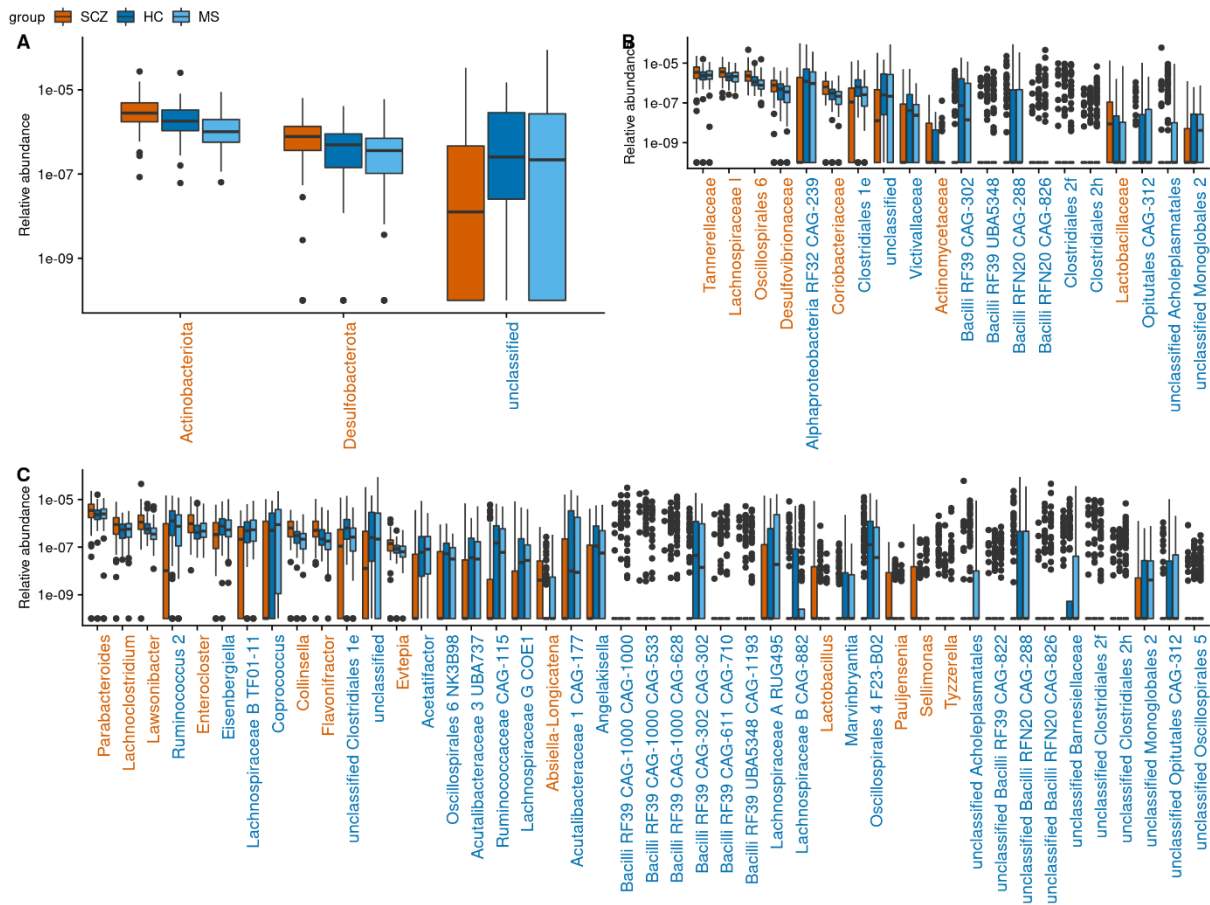 group SCZ HC MS
A
Relative abundance
1e-05
1e-07
1e-09
Actinobacteriota
Desulfobacterota
unclassified
B
Relative abundance
1e-05
1e-07
1e-09
Tannerellaceae
Lachnospiraceae I
Oscillospirales 6
Desulfovibrionaceae
Alphaproteobacteria RF32 CAG-239
Coriobacteriaceae
Clostridiales 1e
unclassified
Victivallaceae
Actinomycetaceae
Bacilli RF39 CAG-302
Bacilli RF39 UBA5348
Bacilli RFN20 CAG-288
Bacilli RFN20 CAG-826
Clostridiales 2f
Clostridiales 2h
Lactobacillaceae
Opitutales CAG-312
unclassified Acholeplasmatales
unclassified Monoglobales 2
C
Relative abundance
1e-05
1e-07
1e-09
Parabacteroides
Lachnoclostridium
Lawsonibacter
Ruminococcus 2
Enterocloster
Eisenbergiella
Lachnospiraceae B TF01-11
Coprococcus
Collinsella
Flavonifractor
unclassified Clostridiales 1e
unclassified
Evtepia
Acetatifactor
Oscillospirales 6 NK3B98
Acutalibacteraceae 3 UBA737
Ruminococcaceae CAG-115
Lachnospiraceae G COE1
Absiella-Longicatena
Acutalibacteraceae 1 CAG-177
Angelakisella
Bacilli RF39 CAG-1000 CAG-1000
Bacilli RF39 CAG-1000 CAG-533
Bacilli RF39 CAG-1000 CAG-628
Bacilli RF39 CAG-302 CAG-302
Bacilli RF39 CAG-611 CAG-710
Bacilli RF39 UBA5348 CAG-1193
Lachnospiraceae A RUG495
Lachnospiraceae B CAG-882
Lactobacillus
Marvinbryantia
Oscillospirales 4 F23-B02
Pauljensenia
Sellimonas
Tyzzerella
unclassified Acholeplasmatales
unclassified Bacilli RF39 CAG-822
unclassified Bacilli RFN20 CAG-288
unclassified Bacilli RFN20 CAG-826
unclassified Barnesiellaceae
unclassified Clostridiales 2f
unclassified Clostridiales 2h
unclassified Monoglobales 2
unclassified Opitutales CAG-312
unclassified Oscillospirales 5